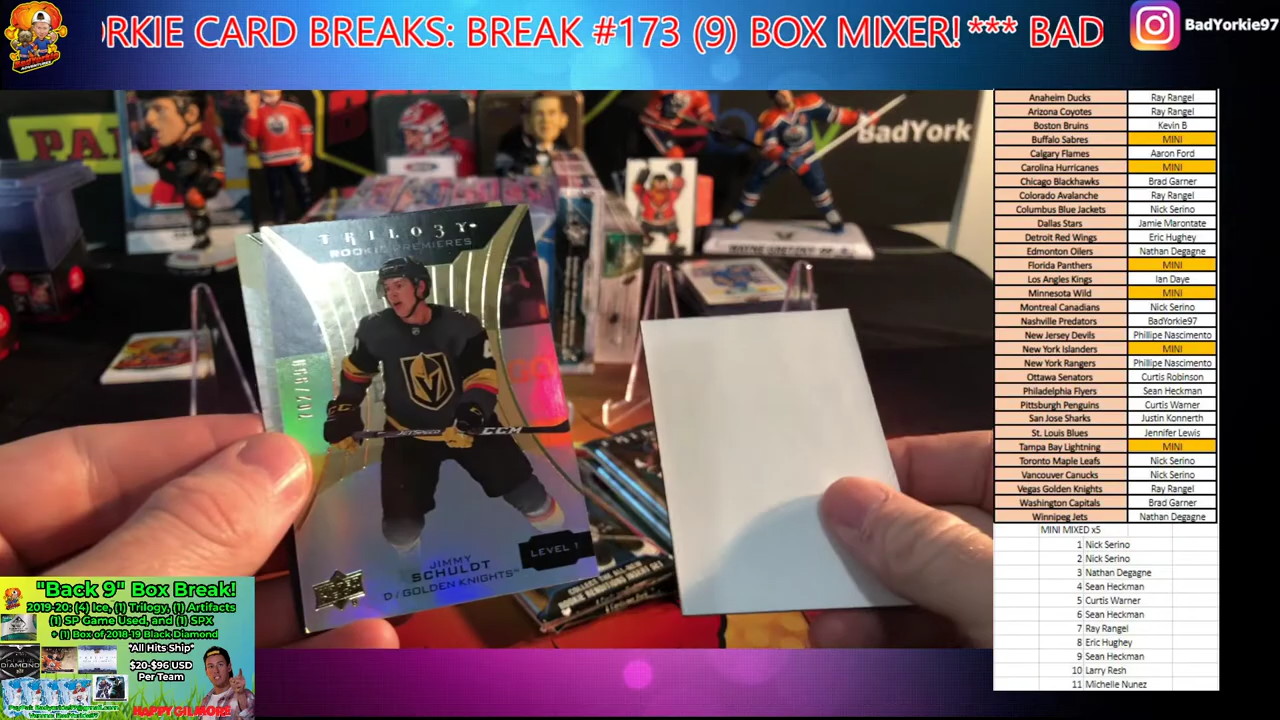 RKIE CARD BREAKS: BREAK #173 (9) BOX MIXER! *** BAD
BadYorkie97
BadYork
TRILOGY
ROOKIE PREMIERES
JETSPEED
CCM
LEVEL 1
JIMMY
SCHULDT
D / GOLDEN KNIGHTS
UPPER DECK
Anaheim Ducks Ray Rangel
Arizona Coyotes Ray Rangel
Boston Bruins Kevin B
Buffalo Sabres MINI
Calgary Flames Aaron Ford
Carolina Hurricanes MINI
Chicago Blackhawks Brad Garner
Colorado Avalanche Ray Rangel
Columbus Blue Jackets Nick Serino
Dallas Stars Jamie Marontate
Detroit Red Wings Eric Hughey
Edmonton Oilers Nathan Degagne
Florida Panthers MINI
Los Angeles Kings Ian Daye
Minnesota Wild MINI
Montreal Canadians Nick Serino
Nashville Predators BadYorkie97
New Jersey Devils Phillipe Nascimento
New York Islanders MINI
New York Rangers Phillipe Nascimento
Ottawa Senators Curtis Robinson
Philadelphia Flyers Sean Heckman
Pittsburgh Penguins Curtis Warner
San Jose Sharks Justin Konnerth
St. Louis Blues Jennifer Lewis
Tampa Bay Lightning MINI
Toronto Maple Leafs Nick Serino
Vancouver Canucks Nick Serino
Vegas Golden Knights Ray Rangel
Washington Capitals Brad Garner
Winnipeg Jets Nathan Degagne
MINI MIXED x5
1 Nick Serino
2 Nick Serino
3 Nathan Degagne
4 Sean Heckman
5 Curtis Warner
6 Sean Heckman
7 Ray Rangel
8 Eric Hughey
9 Sean Heckman
10 Larry Resh
11 Michelle Nunez
"Back 9" Box Break!
2019-20: (4) Ice, (1) Trilogy, (1) Artifacts
(1) SP Game Used, and (1) SPX
+ (1) Box of 2018-19 Black Diamond
*All Hits Ship*
$20-$96 USD
Per Team
HAPPY GILMORE